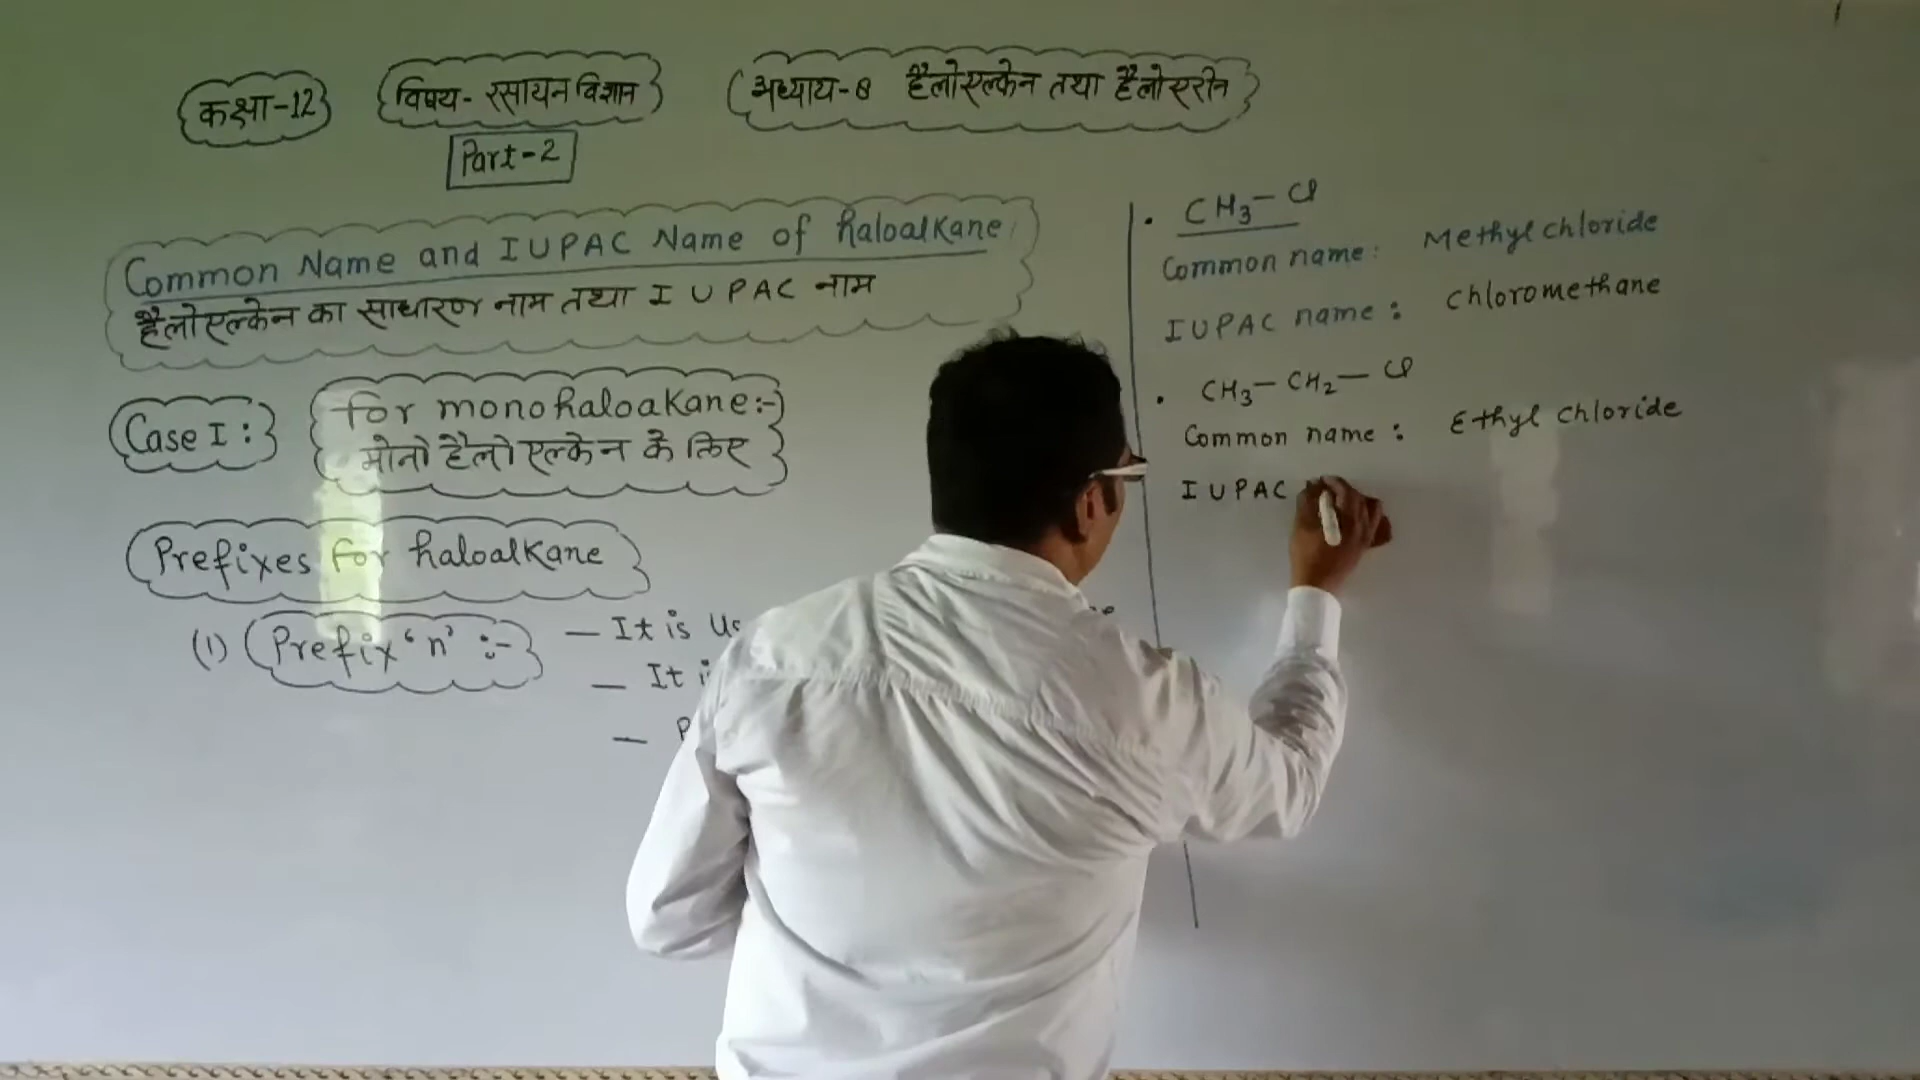 कक्षा-12
विषय- रसायन विज्ञान
अध्याय-8 हैलोएल्केन तथा हैलोएरीन
Part-2
Common Name and IUPAC Name of haloalkane
हैलोएल्केन का साधारण नाम तथा IUPAC नाम
Case I :
for monohaloakane:-
मोनो हैलो एल्केन के लिए
Prefixes for haloalkane
(1) Prefix 'n' :-
— It is
— It
—
• CH3 — Cl
Common name: Methyl chloride
IUPAC name : Chloromethane
• CH3 — CH2 — Cl
Common name : Ethyl chloride
IUPAC